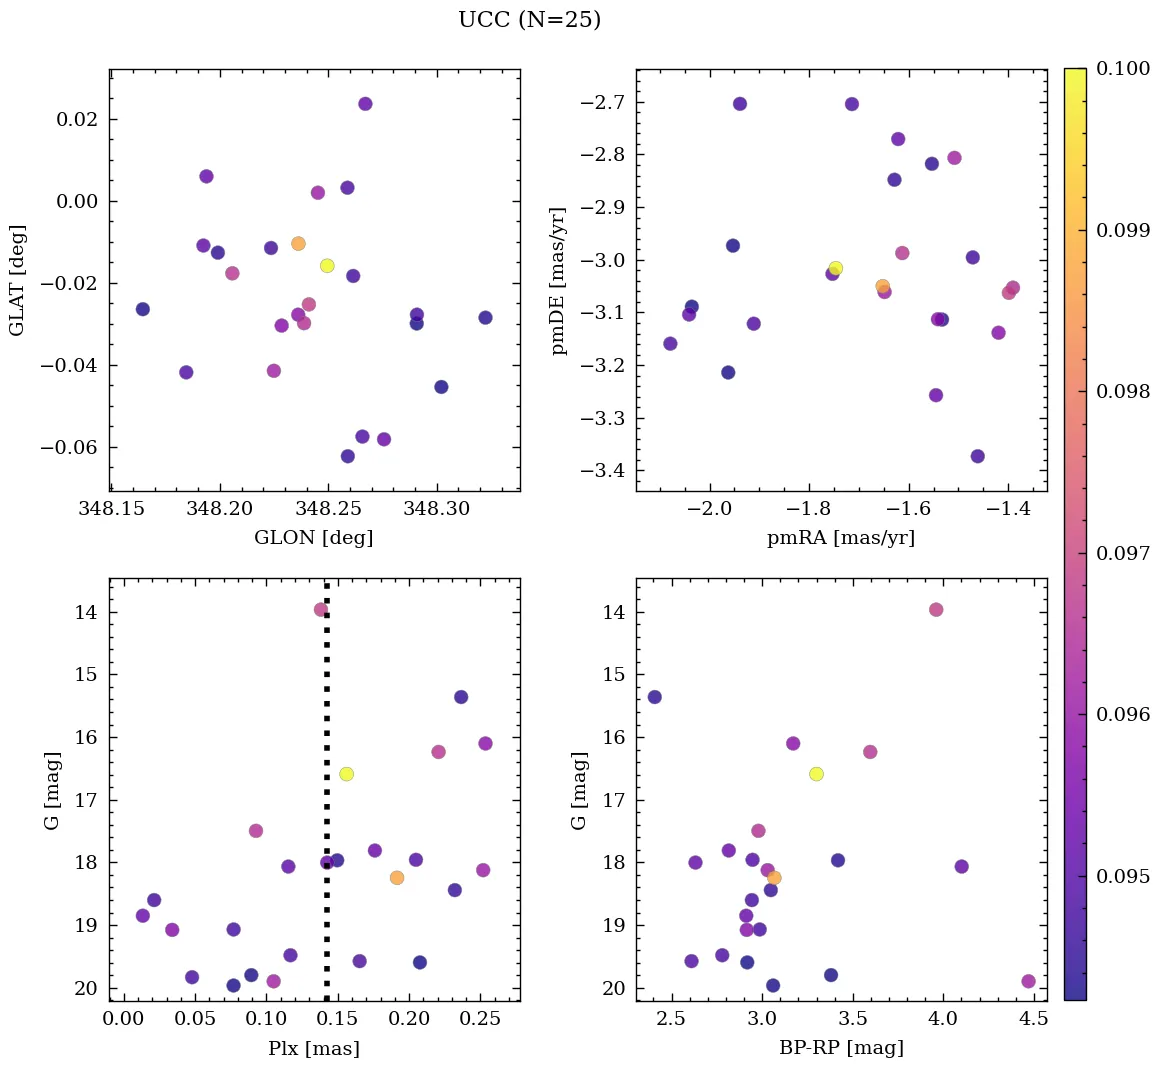 UCC (N=25)
0.02
0.00
−0.02
−0.04
−0.06
GLAT [deg]
348.15 348.20 348.25 348.30
GLON [deg]
−2.7
−2.8
−2.9
−3.0
−3.1
−3.2
−3.3
−3.4
pmDE [mas/yr]
−2.0 −1.8 −1.6 −1.4
pmRA [mas/yr]
0.100
0.099
0.098
0.097
0.096
0.095
14
15
16
17
18
19
20
G [mag]
0.00 0.05 0.10 0.15 0.20 0.25
Plx [mas]
14
15
16
17
18
19
20
G [mag]
2.5 3.0 3.5 4.0 4.5
BP-RP [mag]